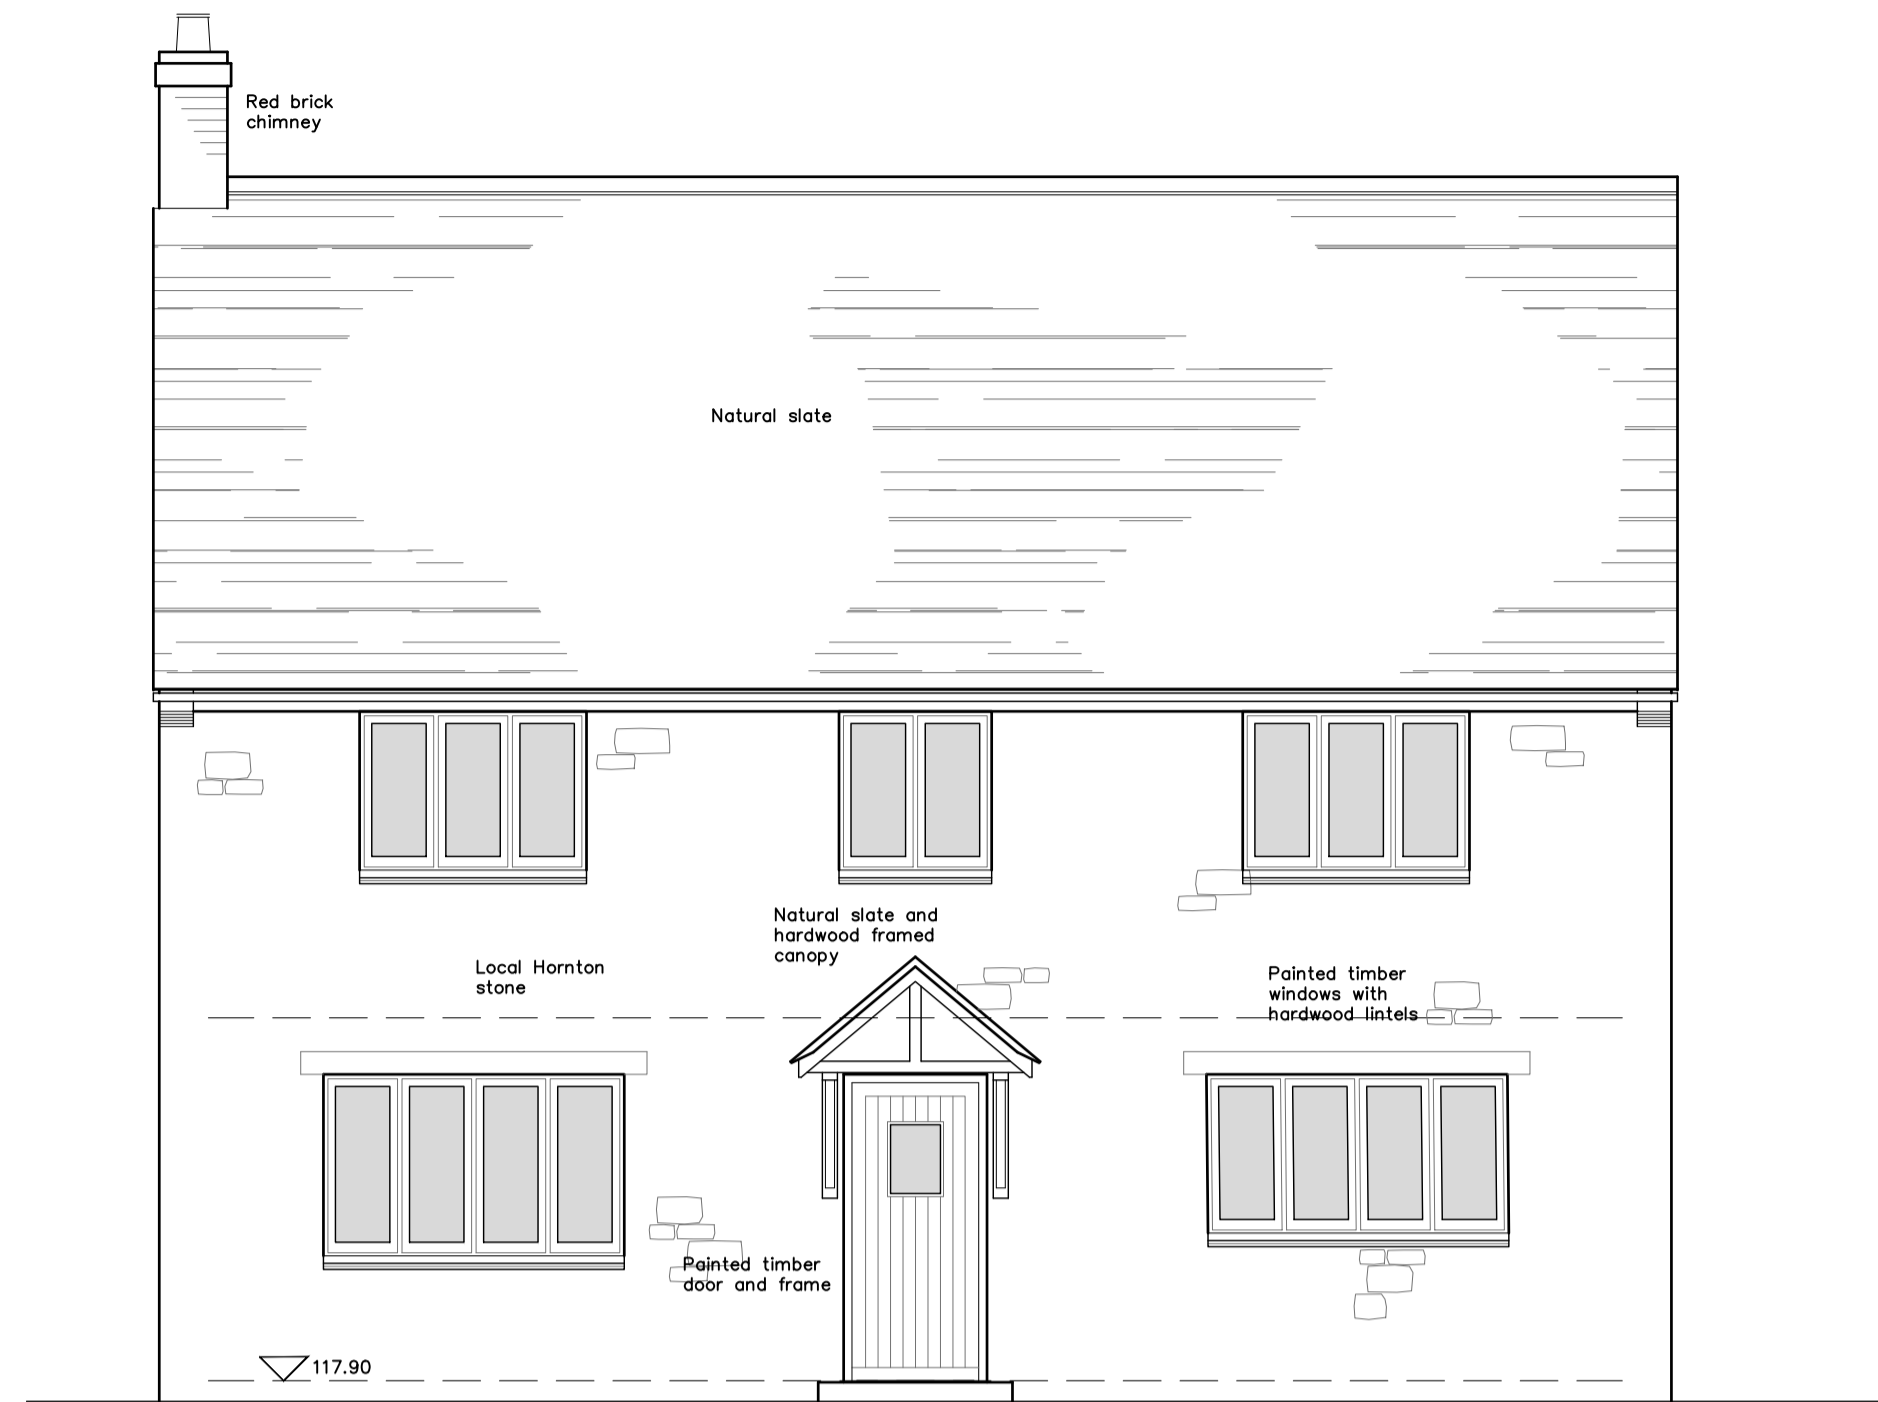 Red brick
chimney
Natural slate
Natural slate and
hardwood framed
canopy
Local Hornton
stone
Painted timber
windows with
hardwood lintels
Painted timber
door and frame
117.90